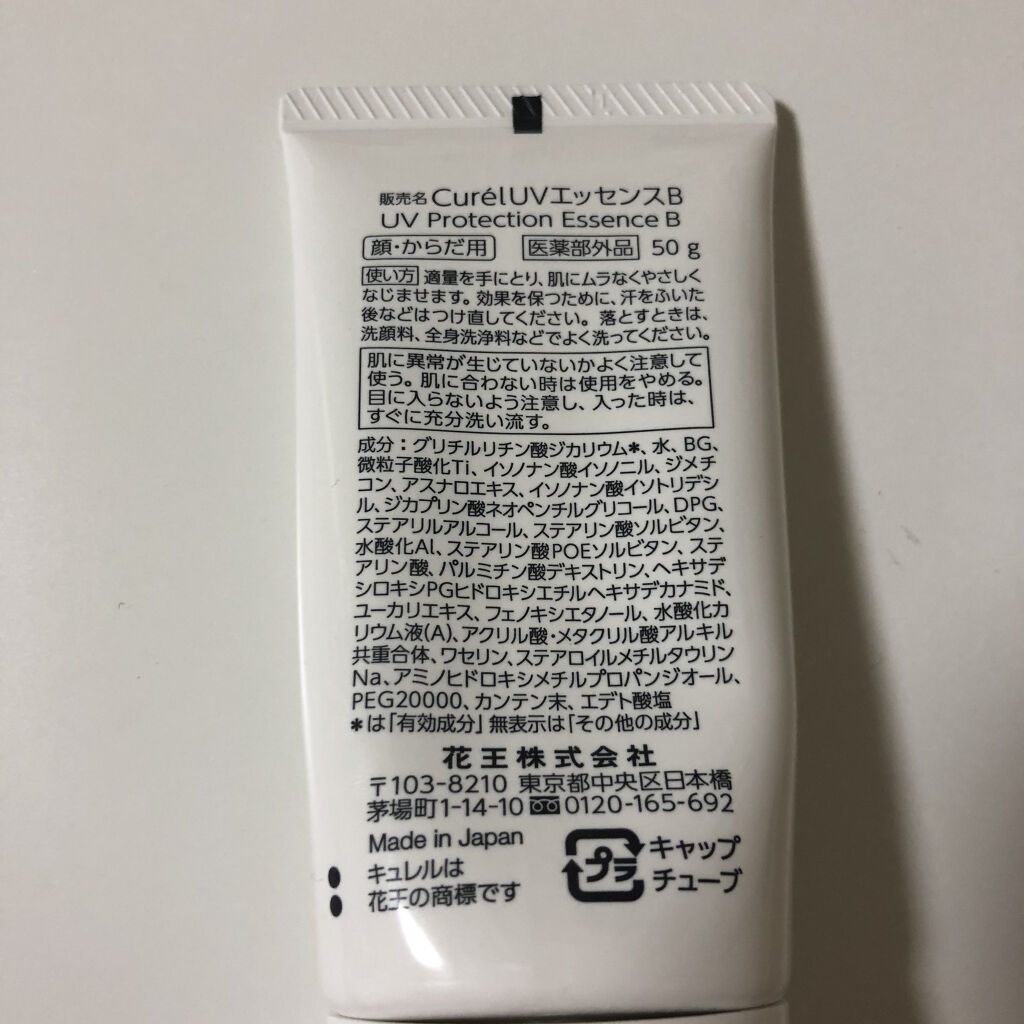 販売名 CurélUVエッセンスB
UV Protection Essence B
顔・からだ用 医薬部外品 50 g
使い方 適量を手にとり、肌にムラなくやさしく
なじませます。効果を保つために、汗をふいた
後などはつけ直してください。落とすときは、
洗顔料、全身洗浄料などでよく洗ってください。
肌に異常が生じていないかよく注意して
使う。肌に合わない時は使用をやめる。
目に入らないよう注意し、入った時は、
すぐに充分洗い流す。
成分：グリチルリチン酸ジカリウム*、水、BG、
微粒子酸化Ti、イソノナン酸イソノニル、ジメチ
コン、アスナロエキス、イソノナン酸イソトリデシ
ル、ジカプリン酸ネオペンチルグリコール、DPG、
ステアリルアルコール、ステアリン酸ソルビタン、
水酸化Al、ステアリン酸POEソルビタン、ステ
アリン酸、パルミチン酸デキストリン、ヘキサデ
シロキシPGヒドロキシエチルヘキサデカナミド、
ユーカリエキス、フェノキシエタノール、水酸化カ
リウム液(A)、アクリル酸・メタクリル酸アルキル
共重合体、ワセリン、ステアロイルメチルタウリン
Na、アミノヒドロキシメチルプロパンジオール、
PEG20000、カンテン末、エデト酸塩
*は「有効成分」無表示は「その他の成分」
花王株式会社
〒103-8210 東京都中央区日本橋
茅場町1-14-10 0120-165-692
Made in Japan
キュレルは
花王の商標です
プラ キャップ
チューブ